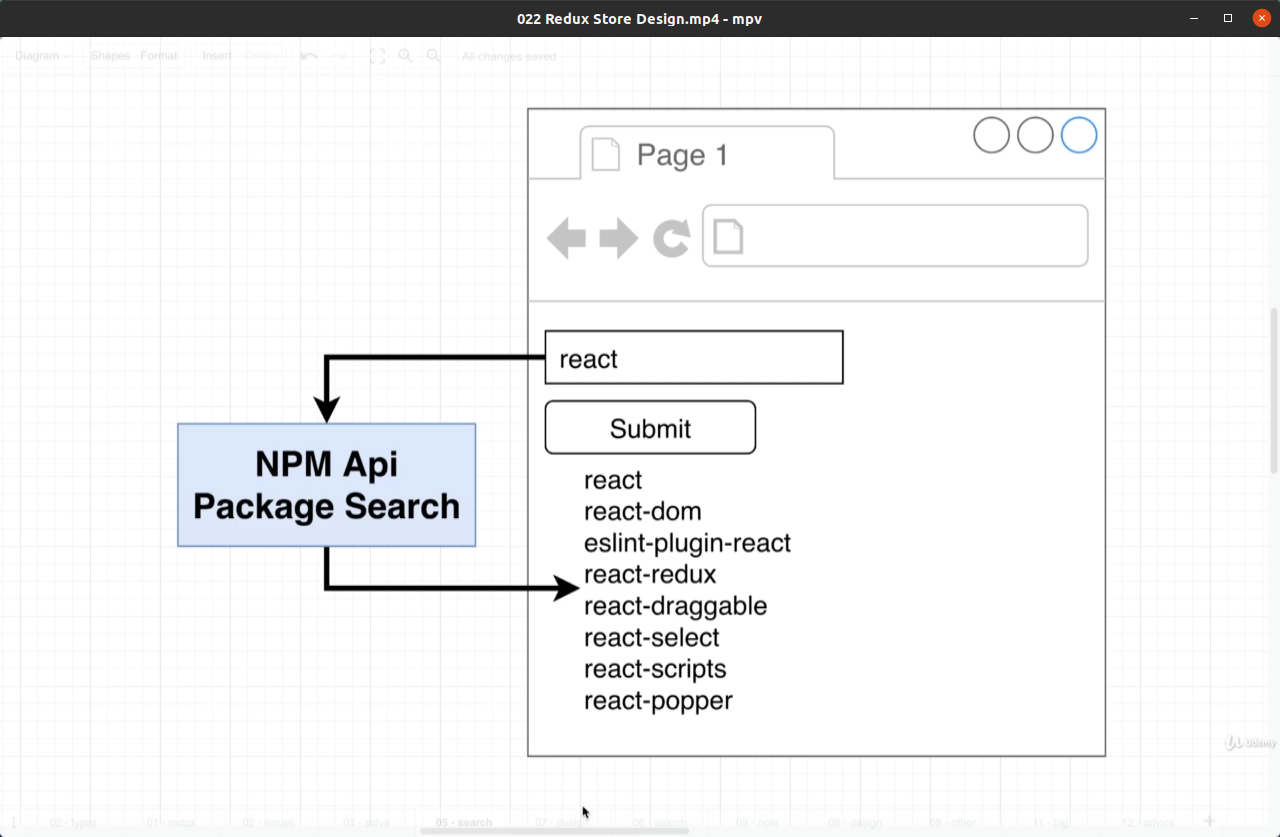 022 Redux Store Design.mp4 - mpv
Diagram Shapes Format Insert All changes saved
Page 1
react
Submit
NPM Api
Package Search
react
react-dom
eslint-plugin-react
react-redux
react-draggable
react-select
react-scripts
react-popper
Udemy
02 - types 01 - redux 02 - issues 03 - solve 05 - search 07 - design 06 - search 09 - note 08 - design 09 - other 11 - big 12 - advice